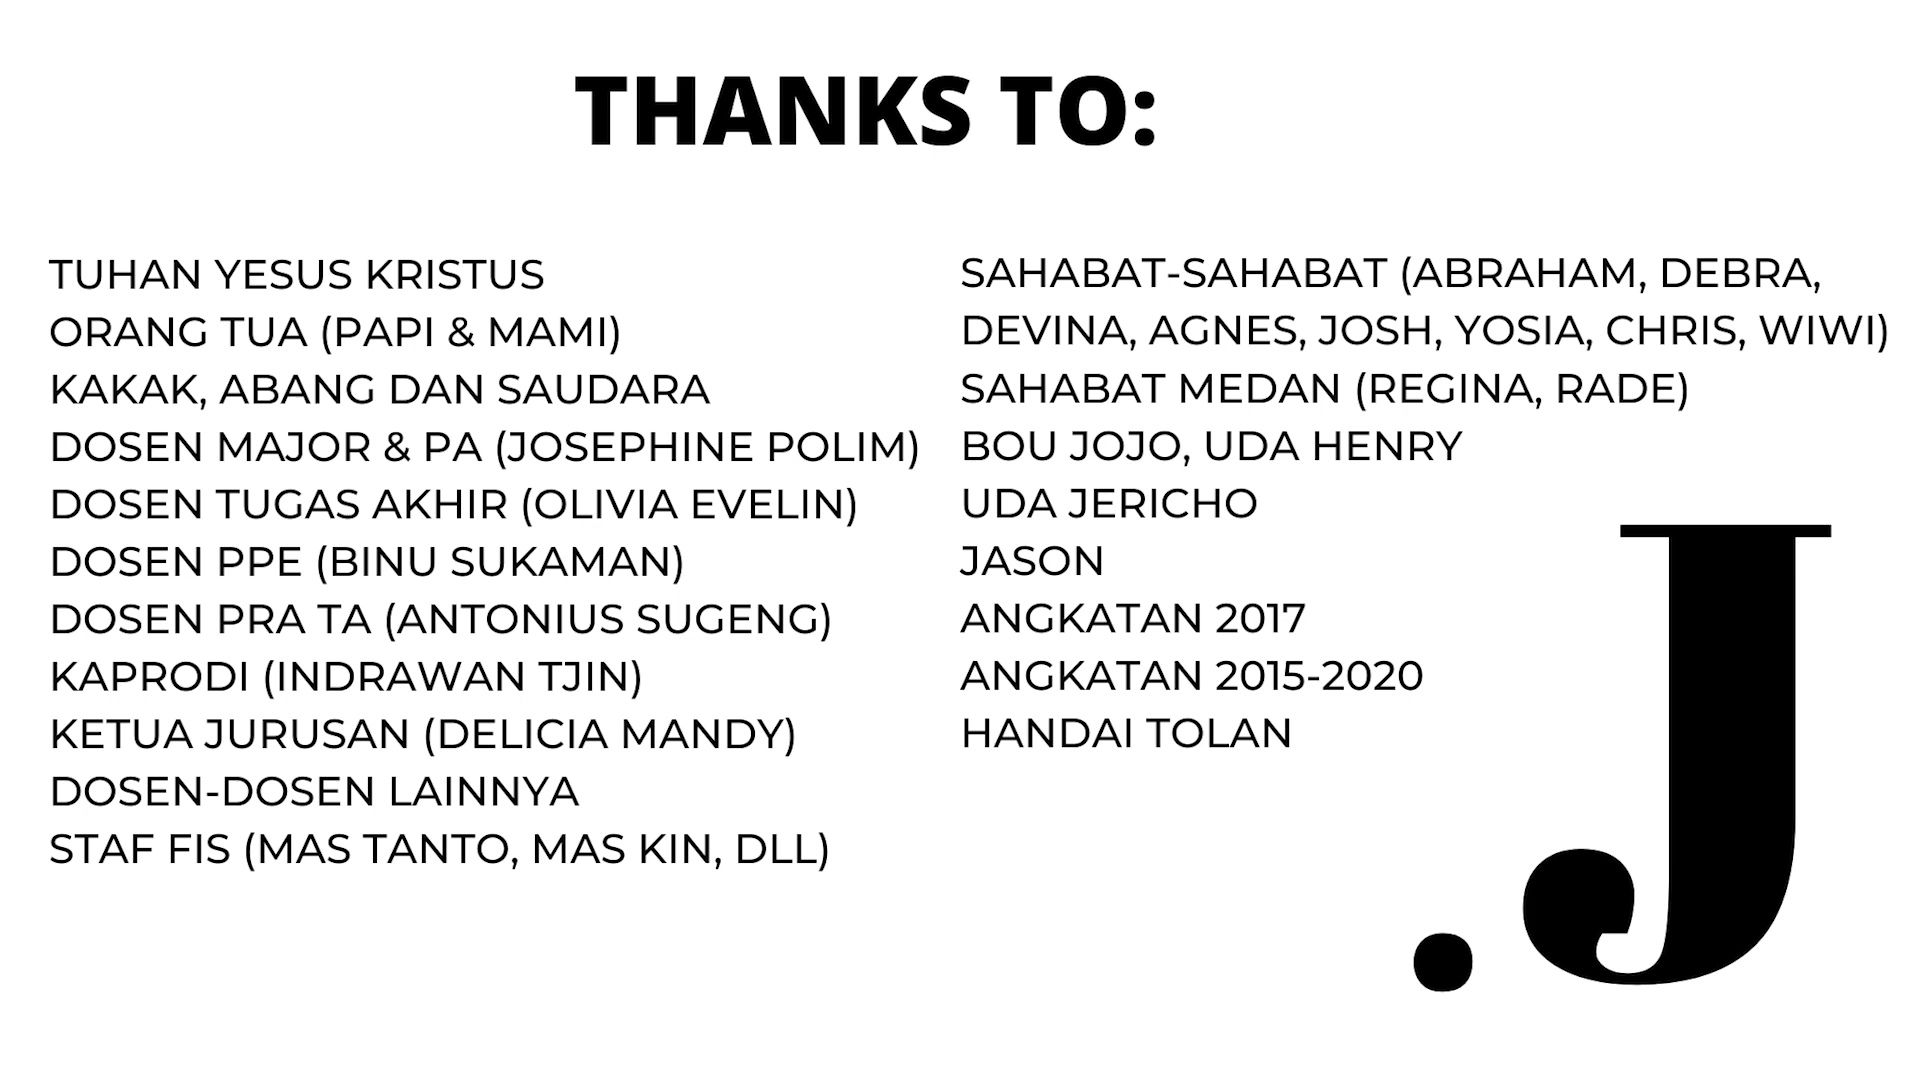 THANKS TO:
TUHAN YESUS KRISTUS
ORANG TUA (PAPI & MAMI)
KAKAK, ABANG DAN SAUDARA
DOSEN MAJOR & PA (JOSEPHINE POLIM)
DOSEN TUGAS AKHIR (OLIVIA EVELIN)
DOSEN PPE (BINU SUKAMAN)
DOSEN PRA TA (ANTONIUS SUGENG)
KAPRODI (INDRAWAN TJIN)
KETUA JURUSAN (DELICIA MANDY)
DOSEN-DOSEN LAINNYA
STAF FIS (MAS TANTO, MAS KIN, DLL)
SAHABAT-SAHABAT (ABRAHAM, DEBRA,
DEVINA, AGNES, JOSH, YOSIA, CHRIS, WIWI)
SAHABAT MEDAN (REGINA, RADE)
BOU JOJO, UDA HENRY
UDA JERICHO
JASON
ANGKATAN 2017
ANGKATAN 2015-2020
HANDAI TOLAN
.J